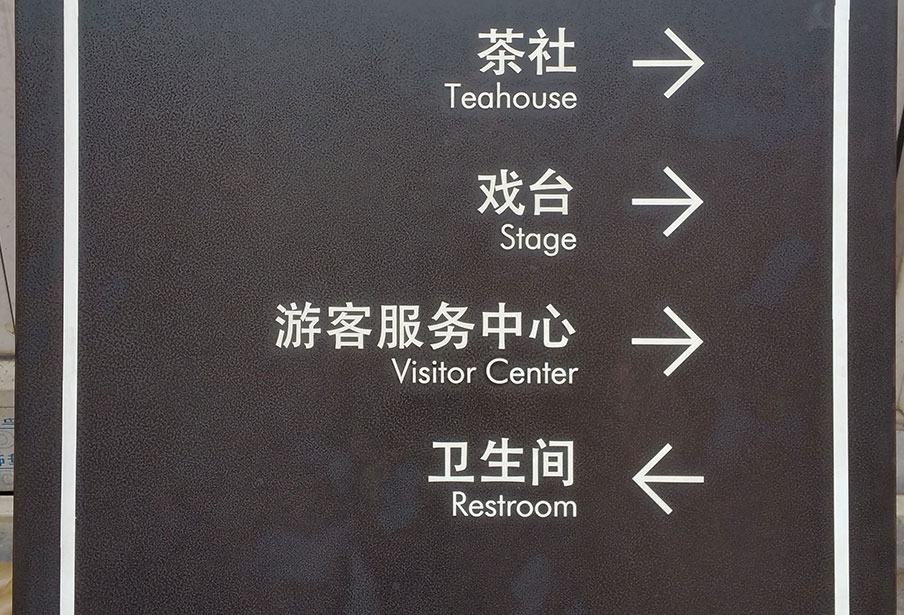 茶社
Teahouse
戏台
Stage
游客服务中心
Visitor Center
卫生间
Restroom